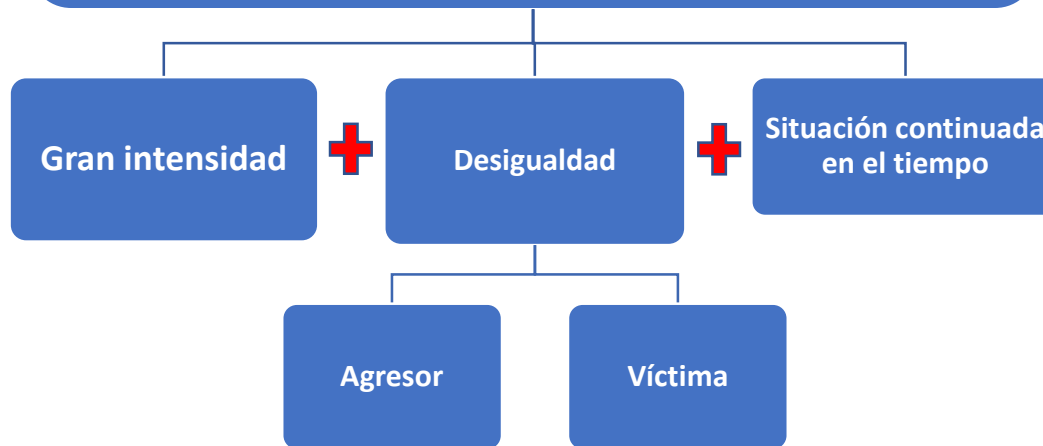 Gran intensidad
Desigualdad
Situación continuada
en el tiempo
Agresor
Víctima